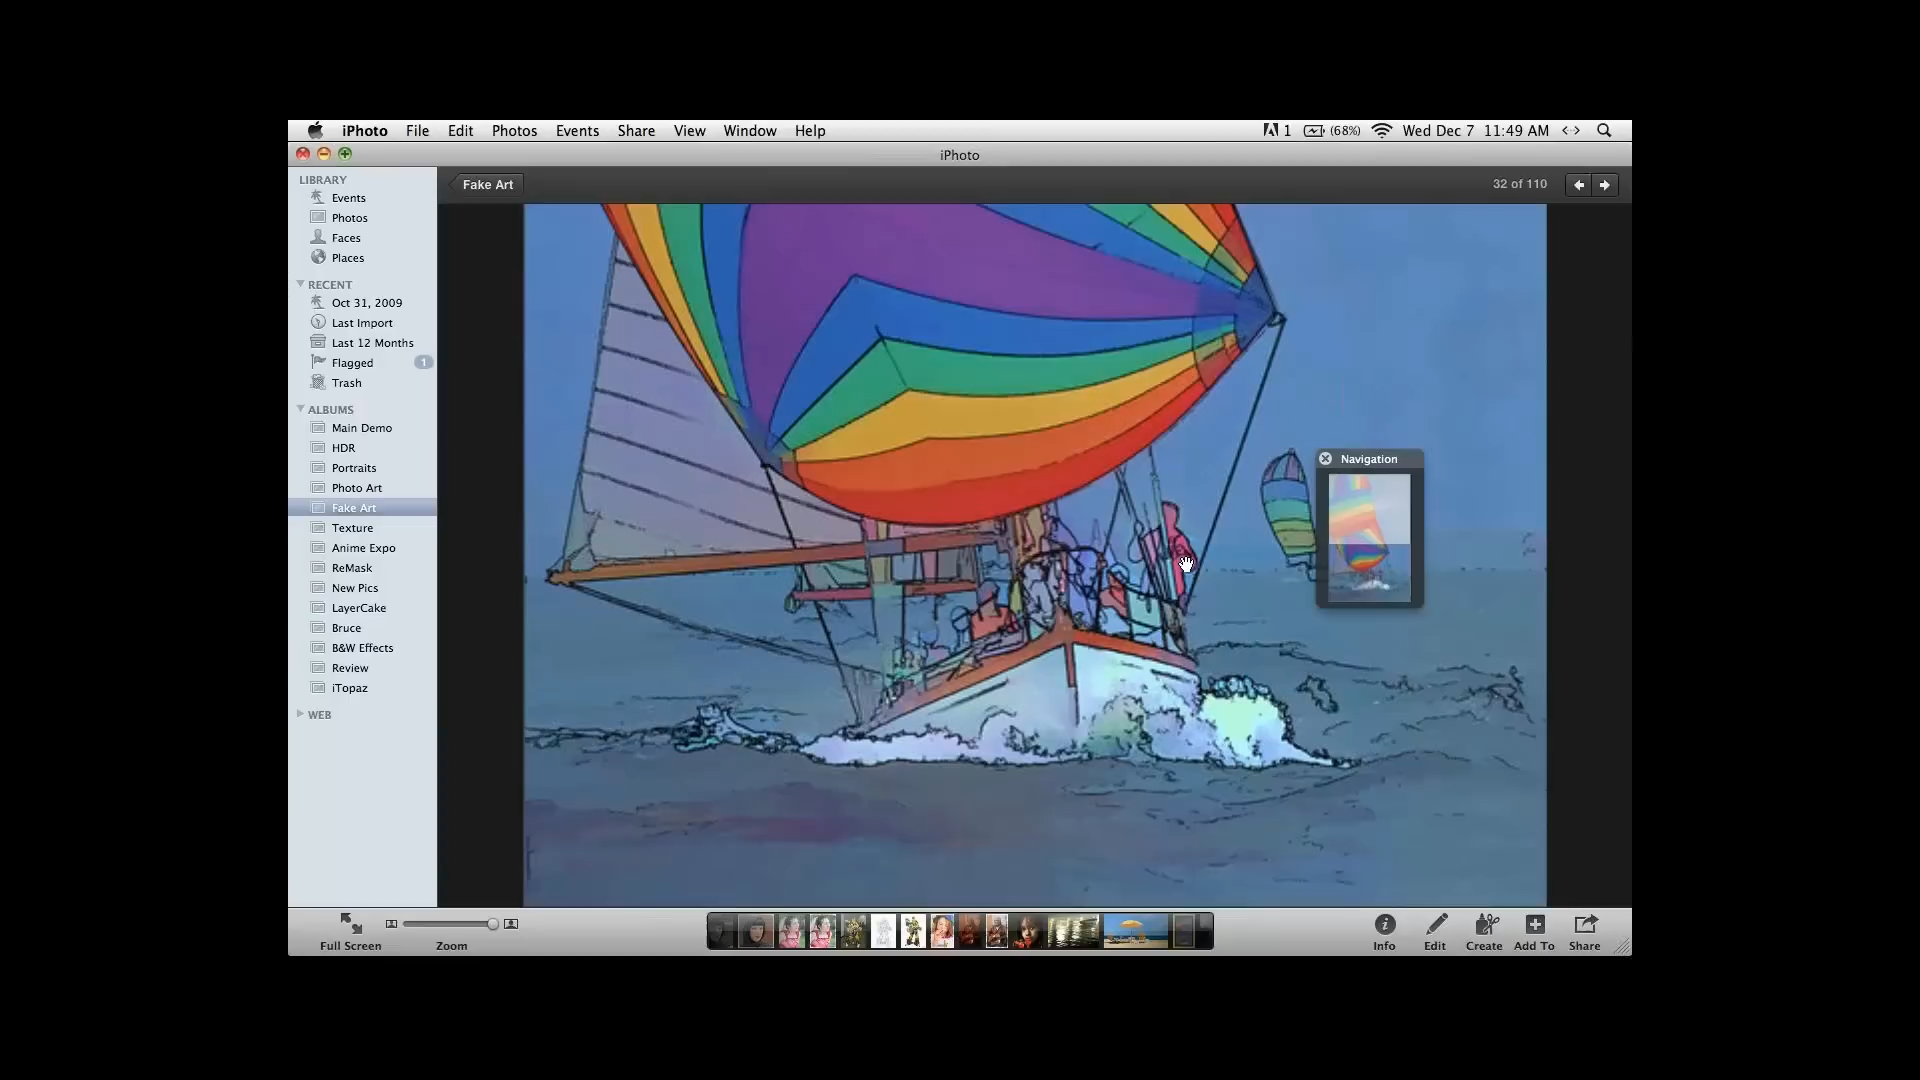 iPhoto File Edit Photos Events Share View Window Help 1 (68%) Wed Dec 7 11:49 AM
iPhoto
Fake Art 32 of 110
LIBRARY
Events
Photos
Faces
Places
RECENT
Oct 31, 2009
Last Import
Last 12 Months
Flagged 1
Trash
ALBUMS
Main Demo
HDR
Portraits
Photo Art
Fake Art
Texture
Anime Expo
ReMask
New Pics
LayerCake
Bruce
B&W Effects
Review
iTopaz
WEB
Navigation
Full Screen Zoom Info Edit Create Add To Share